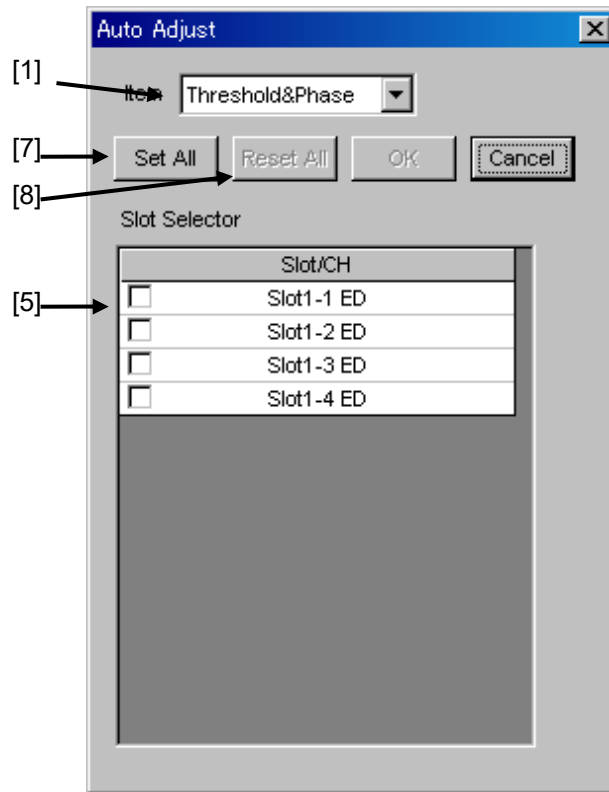 Auto Adjust
[1] Item Threshold&Phase
[7] Set All Reset All OK Cancel
[8]
Slot Selector
Slot/CH
[5] Slot1-1 ED
Slot1-2 ED
Slot1-3 ED
Slot1-4 ED